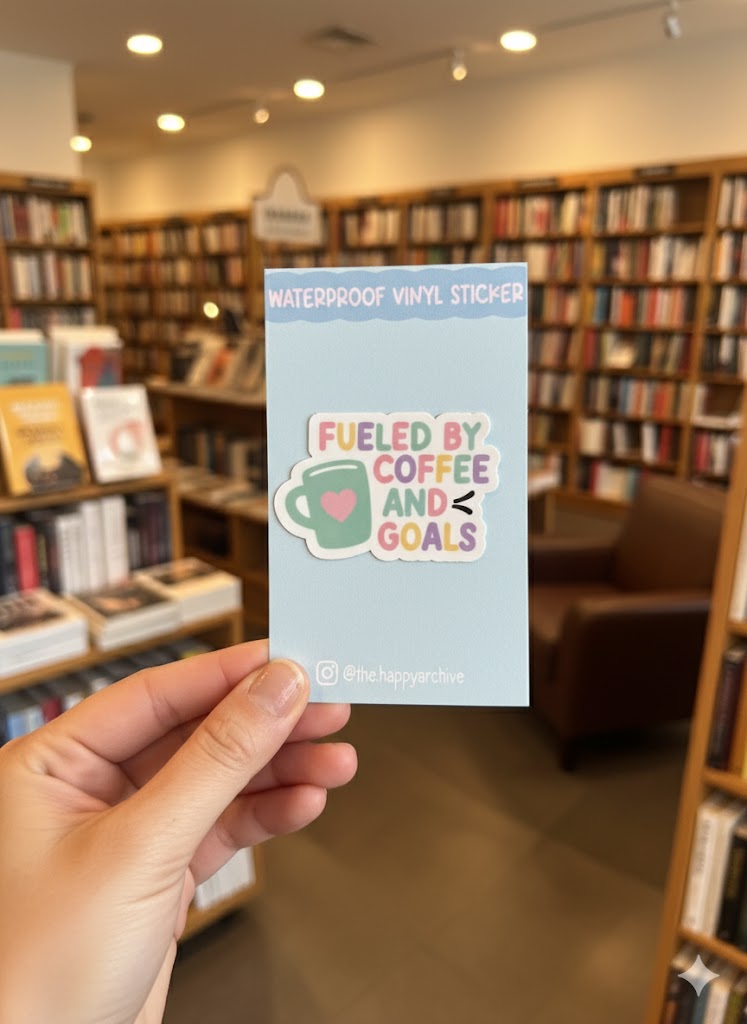 WATERPROOF VINYL STICKER
FUELED BY
COFFEE
AND
GOALS
@the.happyarchive